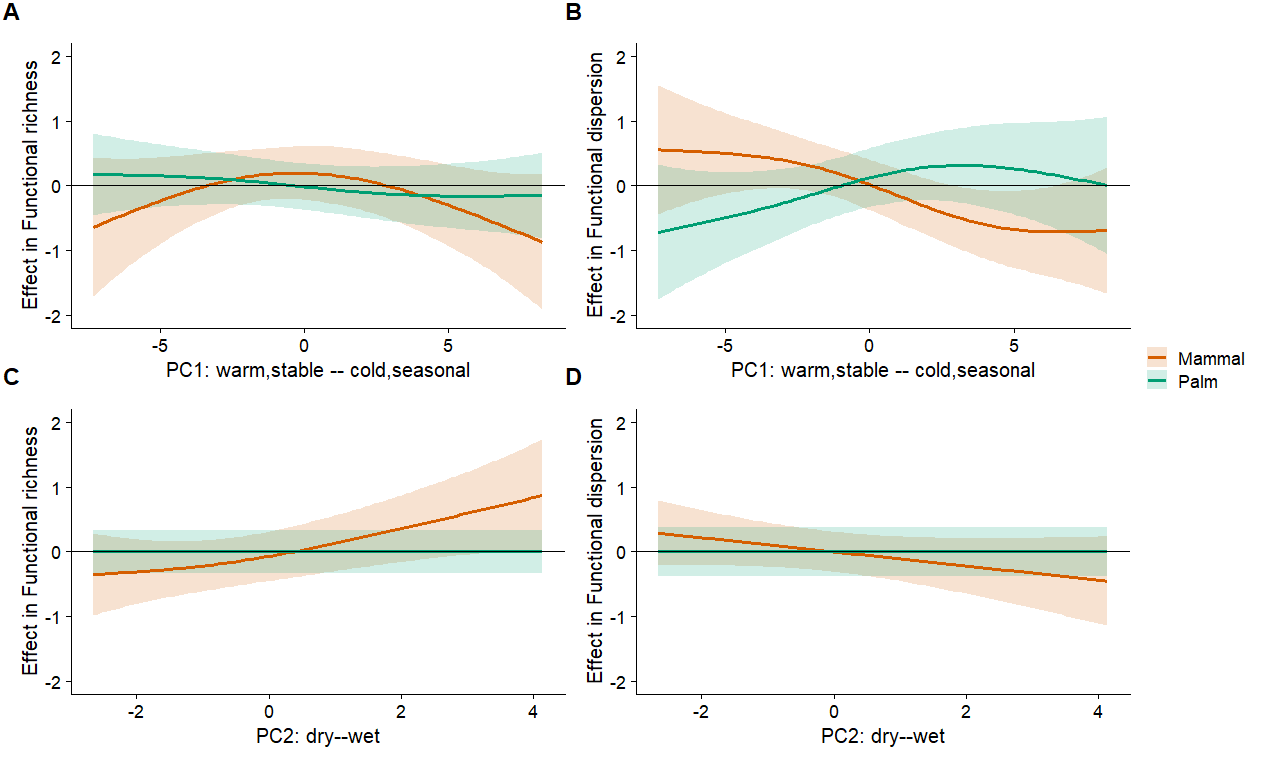 A
Effect in Functional richness
2
1
0
-1
-2
-5
0
5
PC1: warm,stable -- cold,seasonal
B
Effect in Functional dispersion
2
1
0
-1
-2
-5
0
5
PC1: warm,stable -- cold,seasonal
Mammal
Palm
C
Effect in Functional richness
2
1
0
-1
-2
-2
0
2
4
PC2: dry--wet
D
Effect in Functional dispersion
2
1
0
-1
-2
-2
0
2
4
PC2: dry--wet